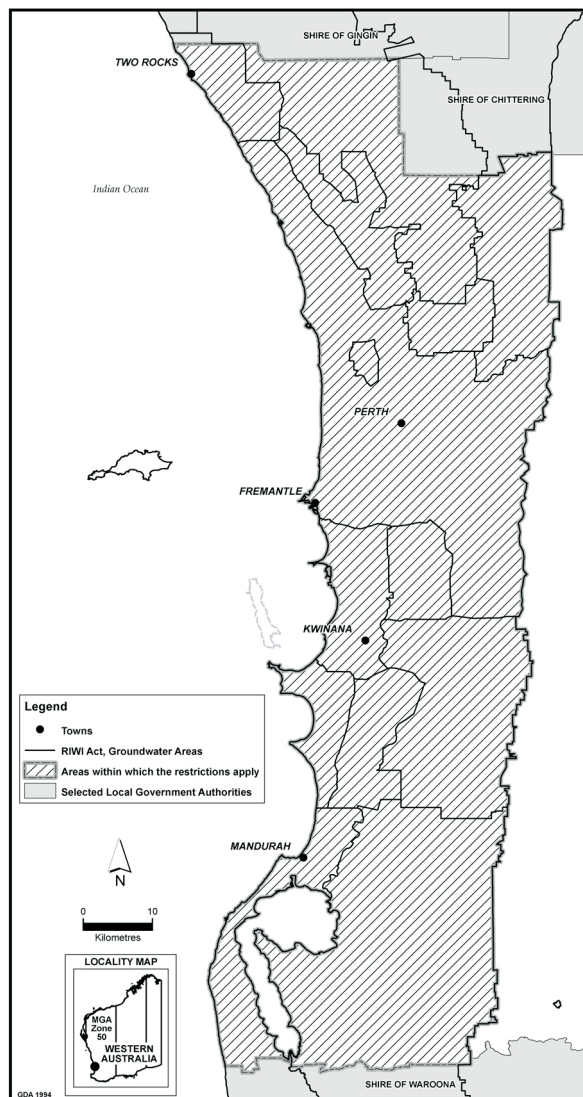 SHIRE OF GINGIN
TWO ROCKS
SHIRE OF CHITTERING
Indian Ocean
PERTH
FREMANTLE
KWINANA
Legend
Towns
RIWI Act, Groundwater Areas
Areas within which the restrictions apply
Selected Local Government Authorities
MANDURAH
N
0 10
Kilometres
LOCALITY MAP
MGA
Zone
50
WESTERN
AUSTRALIA
SHIRE OF WAROONA
GDA 1994